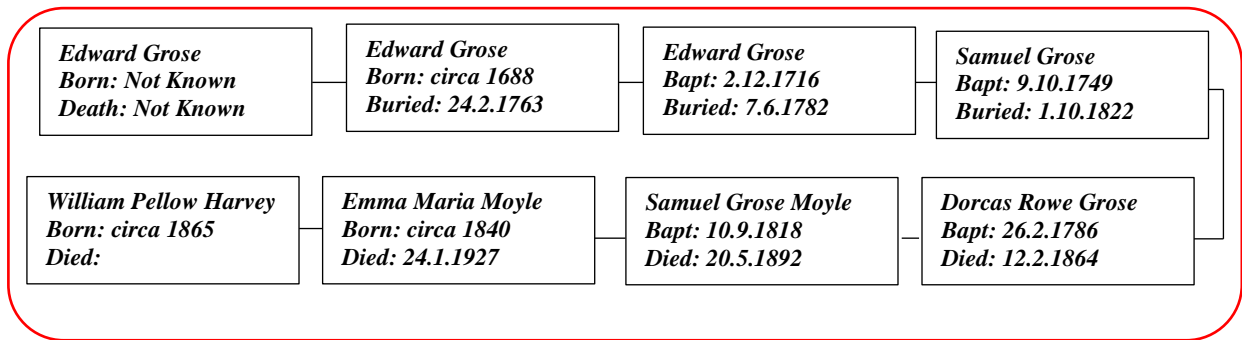 Edward Grose
Born: Not Known
Death: Not Known
Edward Grose
Born: circa 1688
Buried: 24.2.1763
Edward Grose
Bapt: 2.12.1716
Buried: 7.6.1782
Samuel Grose
Bapt: 9.10.1749
Buried: 1.10.1822
William Pellow Harvey
Born: circa 1865
Died:
Emma Maria Moyle
Born: circa 1840
Died: 24.1.1927
Samuel Grose Moyle
Bapt: 10.9.1818
Died: 20.5.1892
Dorcas Rowe Grose
Bapt: 26.2.1786
Died: 12.2.1864